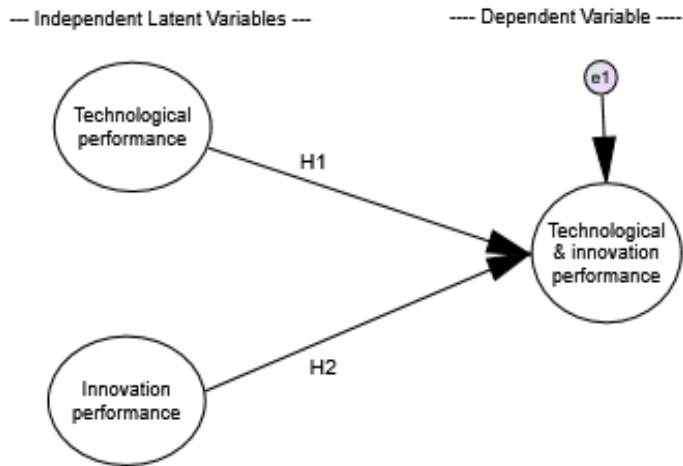 --- Independent Latent Variables ---
---- Dependent Variable ----
e1
Technological
performance
H1
Technological
& innovation
performance
H2
Innovation
performance